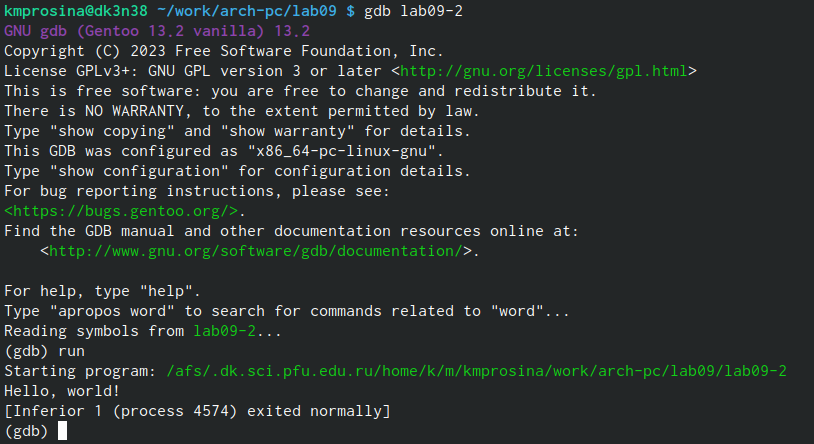 kmprosina@dk3n38 ~/work/arch-pc/lab09 $ gdb lab09-2
GNU gdb (Gentoo 13.2 vanilla) 13.2
Copyright (C) 2023 Free Software Foundation, Inc.
License GPLv3+: GNU GPL version 3 or later <http://gnu.org/licenses/gpl.html>
This is free software: you are free to change and redistribute it.
There is NO WARRANTY, to the extent permitted by law.
Type "show copying" and "show warranty" for details.
This GDB was configured as "x86_64-pc-linux-gnu".
Type "show configuration" for configuration details.
For bug reporting instructions, please see:
<https://bugs.gentoo.org/>.
Find the GDB manual and other documentation resources online at:
    <http://www.gnu.org/software/gdb/documentation/>.

For help, type "help".
Type "apropos word" to search for commands related to "word"...
Reading symbols from lab09-2...
(gdb) run
Starting program: /afs/.dk.sci.pfu.edu.ru/home/k/m/kmprosina/work/arch-pc/lab09/lab09-2
Hello, world!
[Inferior 1 (process 4574) exited normally]
(gdb)